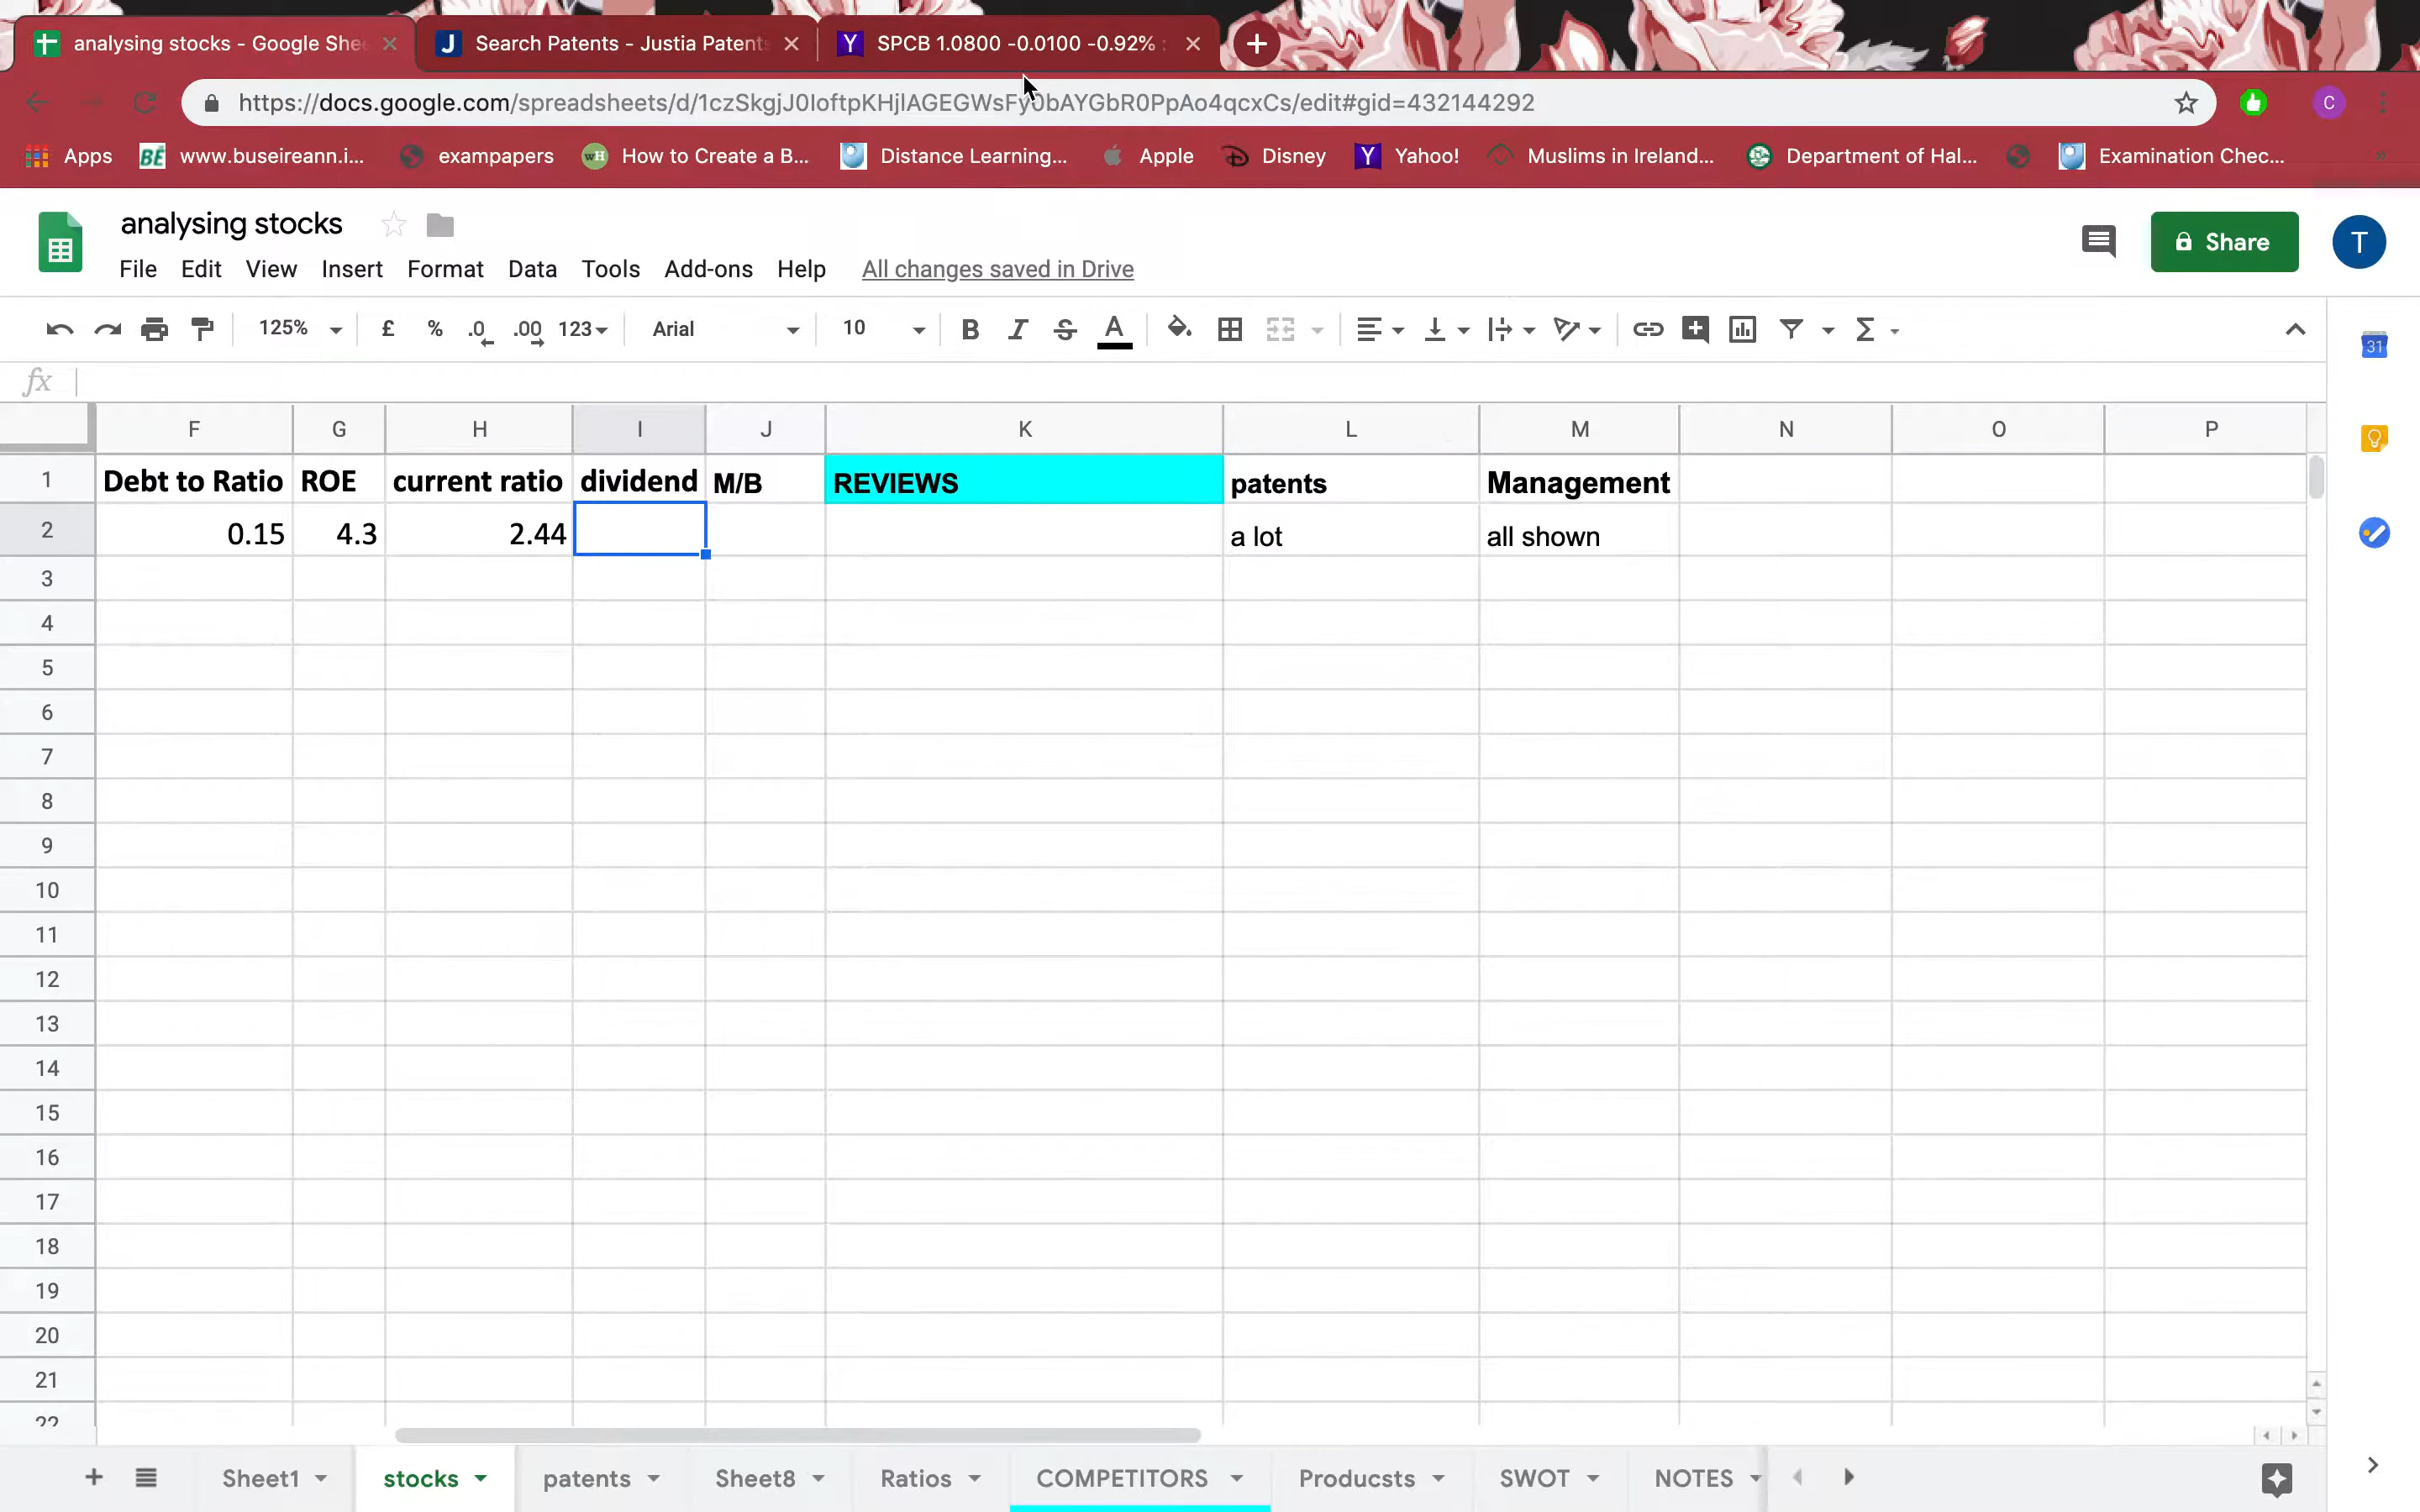 analysing stocks - Google She
Search Patents - Justia Patent
SPCB 1.0800 -0.0100 -0.92% :
https://docs.google.com/spreadsheets/d/1czSkgjJ0IoftpKHjlAGEGWsFy0bAYGbR0PpAo4qcxCs/edit#gid=432144292
C
Apps www.buseireann.i... exampapers How to Create a B... Distance Learning... Apple Disney Yahoo! Muslims in Ireland... Department of Hal... Examination Chec... »
analysing stocks
File Edit View Insert Format Data Tools Add-ons Help All changes saved in Drive
Share
T
125% £ % .0 .00 123 Arial 10 B I S A
31
fx
F G H I J K L M N O P
1 Debt to Ratio ROE current ratio dividend M/B REVIEWS patents Management
2 0.15 4.3 2.44 a lot all shown
3
4
5
6
7
8
9
10
11
12
13
14
15
16
17
18
19
20
21
22
Sheet1 stocks patents Sheet8 Ratios COMPETITORS Producsts SWOT NOTES